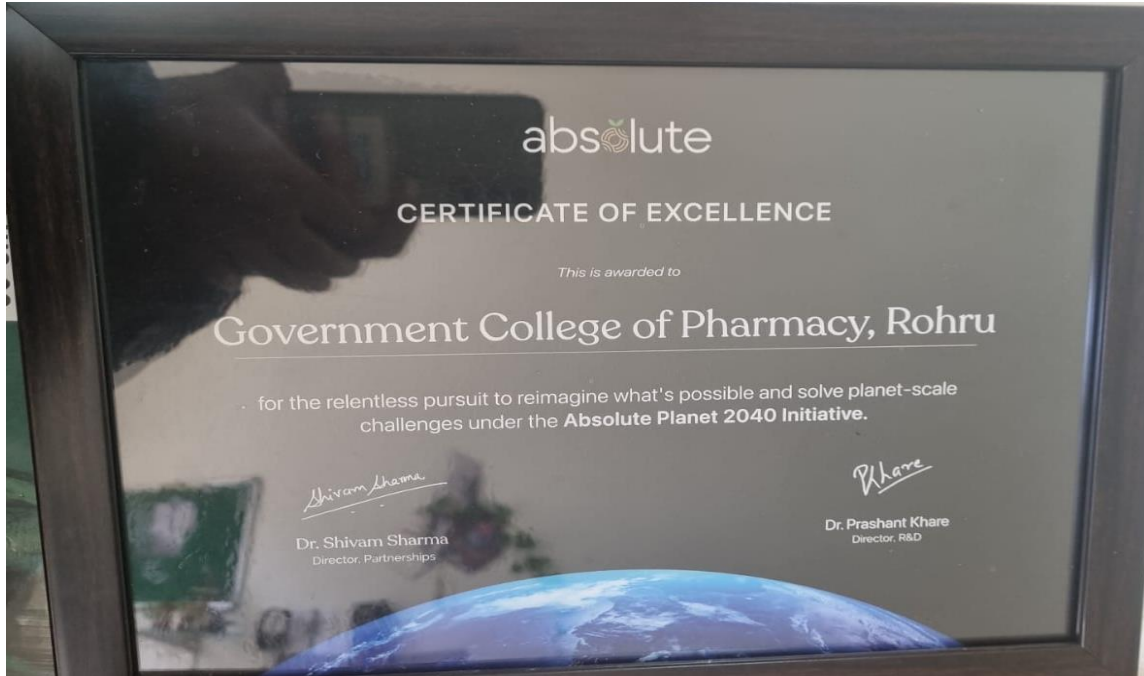 absolute
CERTIFICATE OF EXCELLENCE
This is awarded to
Government College of Pharmacy, Rohru
for the relentless pursuit to reimagine what's possible and solve planet-scale
challenges under the Absolute Planet 2040 Initiative.
Shivam Sharma
PKhare
Dr. Shivam Sharma
Director, Partnerships
Dr. Prashant Khare
Director, R&D